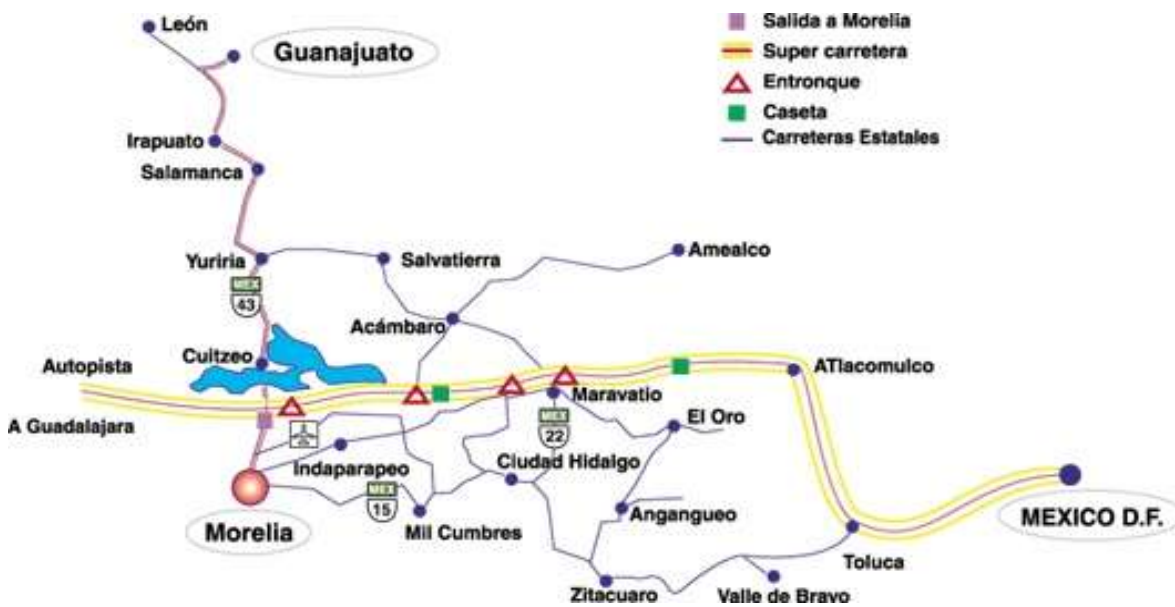 León
Guanajuato
Salida a Morelia
Super carretera
Entronque
Caseta
Carreteras Estatales
Irapuato
Salamanca
Yuriria
Salvatierra
Amealco
MEX
43
Acámbaro
Cuitzeo
Autopista
ATlacomulco
Maravatio
A Guadalajara
El Oro
MEX
22
Ciudad Hidalgo
Indaparapeo
MEX
15
Angangueo
MEXICO D.F.
Morelia
Mil Cumbres
Toluca
Zitacuaro
Valle de Bravo